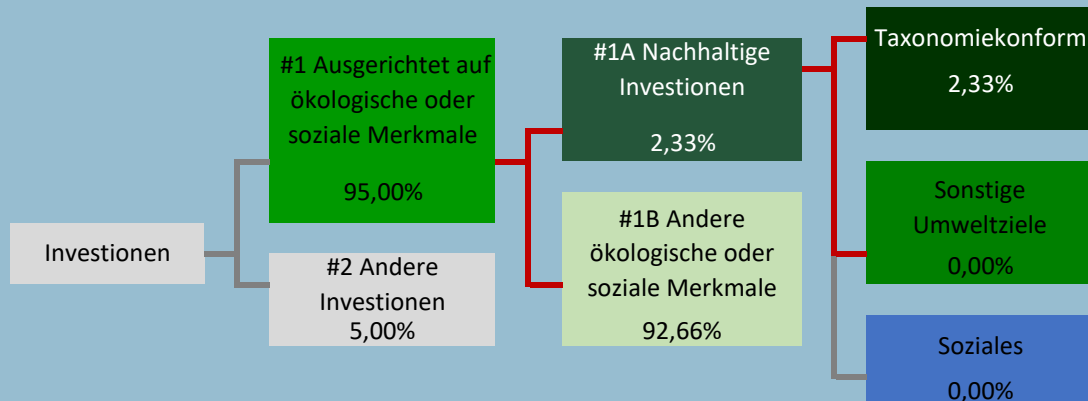 Investionen
#1 Ausgerichtet auf
ökologische oder
soziale Merkmale
95,00%
#2 Andere
Investionen
5,00%
#1A Nachhaltige
Investionen
2,33%
#1B Andere
ökologische oder
soziale Merkmale
92,66%
Taxonomiekonform
2,33%
Sonstige
Umweltziele
0,00%
Soziales
0,00%